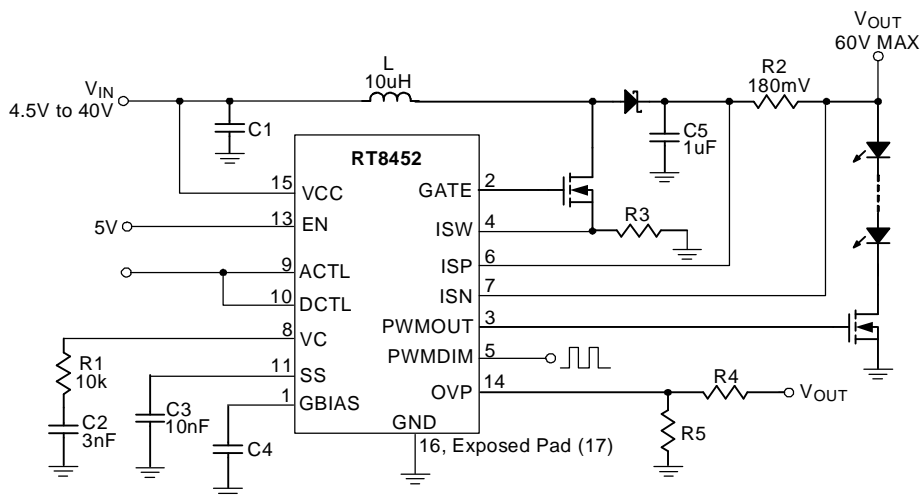 VOUT
60V MAX
VIN
4.5V to 40V
L
10uH
R2
180mV
C1
C5
1uF
RT8452
15 VCC
GATE 2
5V
13 EN
ISW 4
R3
9 ACTL
ISP 6
10 DCTL
ISN 7
8 VC
PWMOUT 3
R1
10k
PWMDIM 5
11 SS
OVP 14
R4
VOUT
C2
3nF
C3
10nF
1 GBIAS
C4
GND
R5
16, Exposed Pad (17)